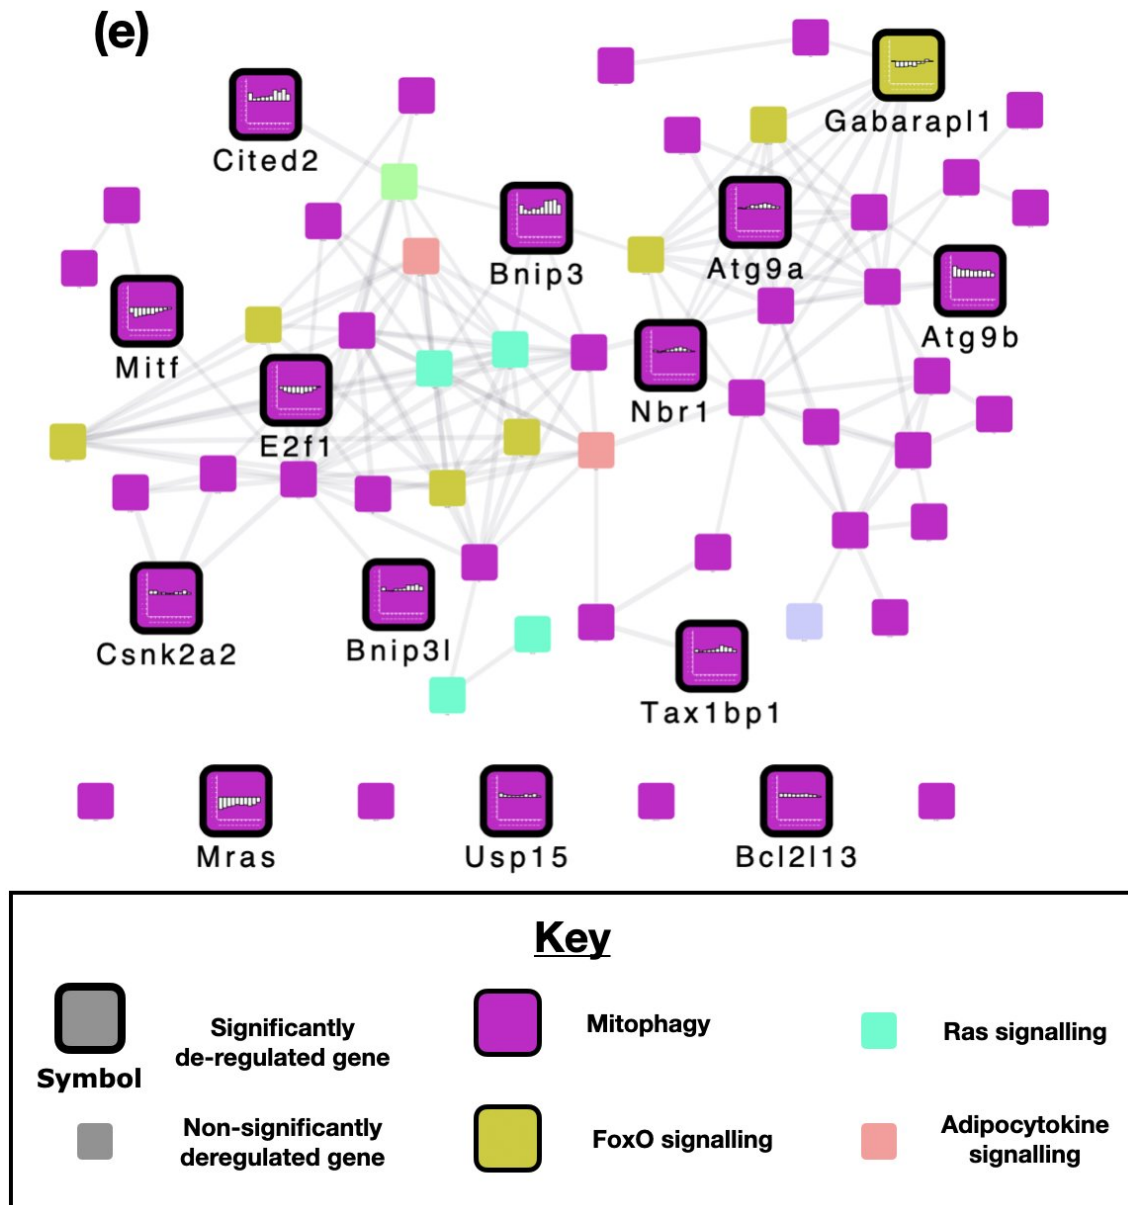 (e)
Cited2
Gabarapl1
Bnip3
Atg9a
Mitf
Atg9b
Nbr1
E2f1
Csnk2a2
Bnip3l
Tax1bp1
Mras
Usp15
Bcl2l13
Key
Significantly
de-regulated gene
Symbol
Mitophagy
Ras signalling
Non-significantly
deregulated gene
FoxO signalling
Adipocytokine
signalling